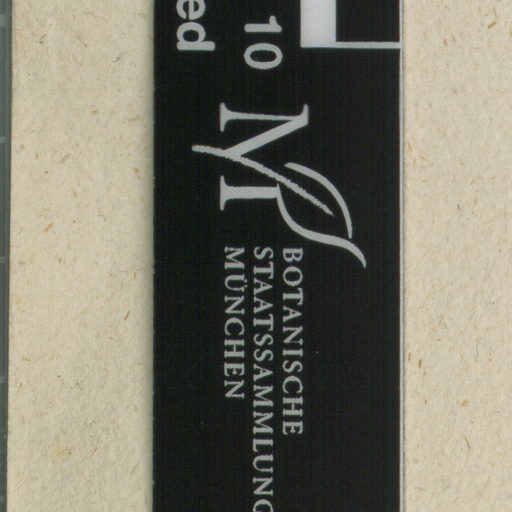 ed
10
BOTANISCHE
STAATSSAMMLUNG
MÜNCHEN